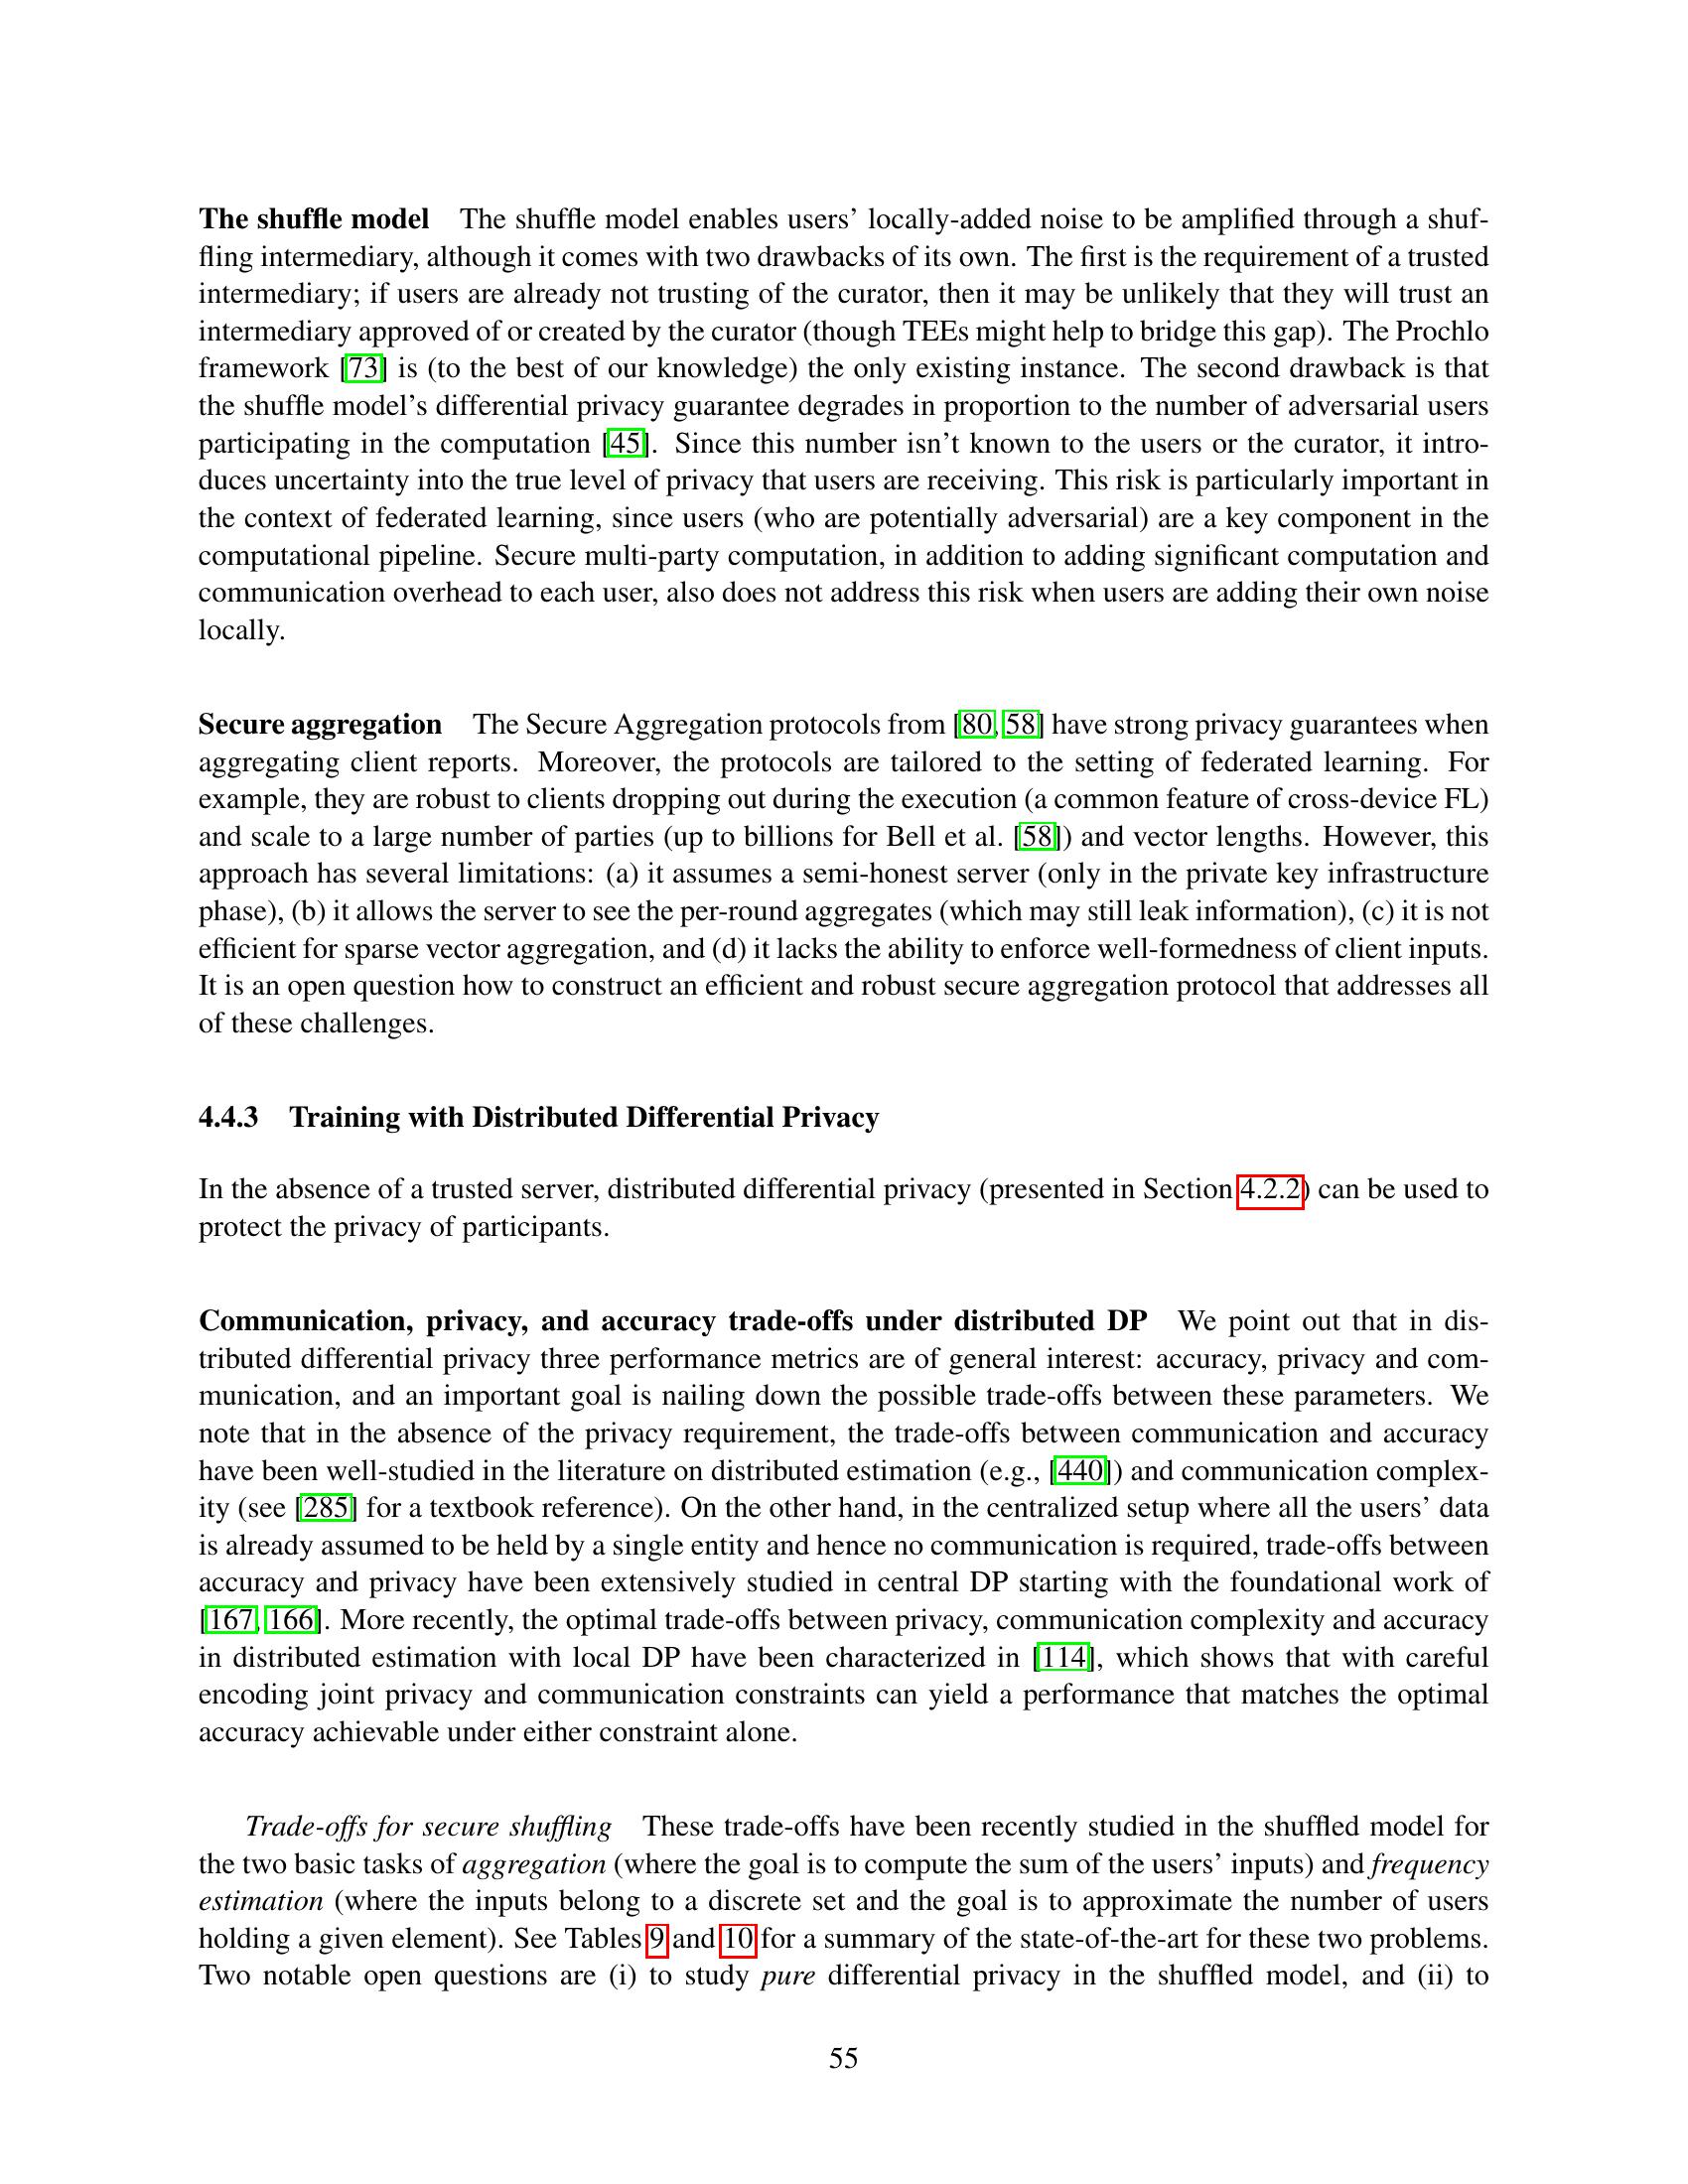 The shuffle model The shuffle model enables users' locally-added noise to be amplified through a shuf-
fling intermediary, although it comes with two drawbacks of its own. The first is the requirement of a trusted
intermediary; if users are already not trusting of the curator, then it may be unlikely that they will trust an
intermediary approved of or created by the curator (though TEEs might help to bridge this gap). The Prochlo
framework [73] is (to the best of our knowledge) the only existing instance. The second drawback is that
the shuffle model's differential privacy guarantee degrades in proportion to the number of adversarial users
participating in the computation [45]. Since this number isn't known to the users or the curator, it intro-
duces uncertainty into the true level of privacy that users are receiving. This risk is particularly important in
the context of federated learning, since users (who are potentially adversarial) are a key component in the
computational pipeline. Secure multi-party computation, in addition to adding significant computation and
communication overhead to each user, also does not address this risk when users are adding their own noise
locally.
Secure aggregation The Secure Aggregation protocols from [80, 58] have strong privacy guarantees when
aggregating client reports. Moreover, the protocols are tailored to the setting of federated learning. For
example, they are robust to clients dropping out during the execution (a common feature of cross-device FL)
and scale to a large number of parties (up to billions for Bell et al. [58]) and vector lengths. However, this
approach has several limitations: (a) it assumes a semi-honest server (only in the private key infrastructure
phase), (b) it allows the server to see the per-round aggregates (which may still leak information), (c) it is not
efficient for sparse vector aggregation, and (d) it lacks the ability to enforce well-formedness of client inputs.
It is an open question how to construct an efficient and robust secure aggregation protocol that addresses all
of these challenges.
4.4.3 Training with Distributed Differential Privacy
In the absence of a trusted server, distributed differential privacy (presented in Section 4.2.2) can be used to
protect the privacy of participants.
Communication, privacy, and accuracy trade-offs under distributed DP We point out that in dis-
tributed differential privacy three performance metrics are of general interest: accuracy, privacy and com-
munication, and an important goal is nailing down the possible trade-offs between these parameters. We
note that in the absence of the privacy requirement, the trade-offs between communication and accuracy
have been well-studied in the literature on distributed estimation (e.g., [440]) and communication complex-
ity (see [285] for a textbook reference). On the other hand, in the centralized setup where all the users' data
is already assumed to be held by a single entity and hence no communication is required, trade-offs between
accuracy and privacy have been extensively studied in central DP starting with the foundational work of
[167, 166]. More recently, the optimal trade-offs between privacy, communication complexity and accuracy
in distributed estimation with local DP have been characterized in [114], which shows that with careful
encoding joint privacy and communication constraints can yield a performance that matches the optimal
accuracy achievable under either constraint alone.
Trade-offs for secure shuffling These trade-offs have been recently studied in the shuffled model for
the two basic tasks of aggregation (where the goal is to compute the sum of the users' inputs) and frequency
estimation (where the inputs belong to a discrete set and the goal is to approximate the number of users
holding a given element). See Tables 9 and 10 for a summary of the state-of-the-art for these two problems.
Two notable open questions are (i) to study pure differential privacy in the shuffled model, and (ii) to
55